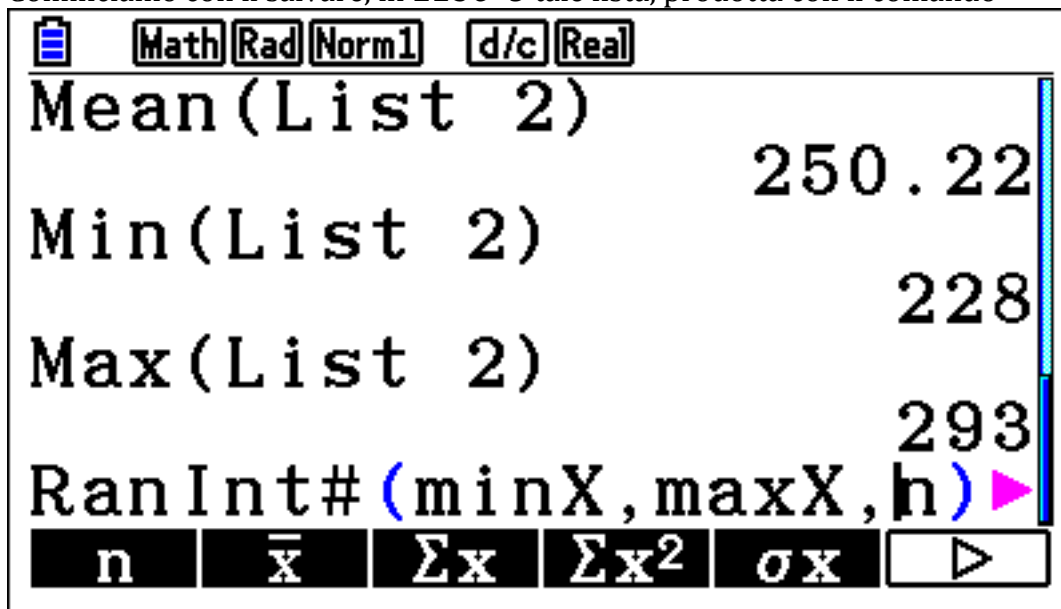 Math Rad Norm1 d/c Real
Mean(List 2)
250.22
Min(List 2)
228
Max(List 2)
293
RanInt#(minX,maxX,n)
n x̄ Σx Σx² σx